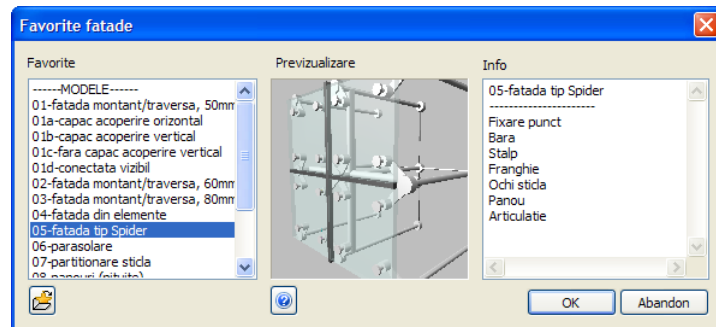 Favorite fatade
Favorite
------MODELE------
01-fatada montant/traversa, 50mm
01a-capac acoperire orizontal
01b-capac acoperire vertical
01c-fara capac acoperire vertical
01d-conectata vizibil
02-fatada montant/traversa, 60mm
03-fatada montant/traversa, 80mm
04-fatada din elemente
05-fatada tip Spider
06-parasolare
07-partitionare sticla
08-panouri (nituite)
Previzualizare
Info
05-fatada tip Spider
----------------------
Fixare punct
Bara
Stalp
Franghie
Ochi sticla
Panou
Articulatie
OK
Abandon